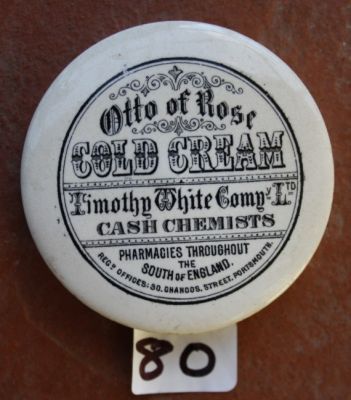 Otto of Rose
COLD CREAM
Timothy White Comy Ltd
CASH CHEMISTS
PHARMACIES THROUGHOUT
THE
SOUTH OF ENGLAND.
REGD OFFICES: 30. CHANDOS. STREET, PORTSMOUTH.
80